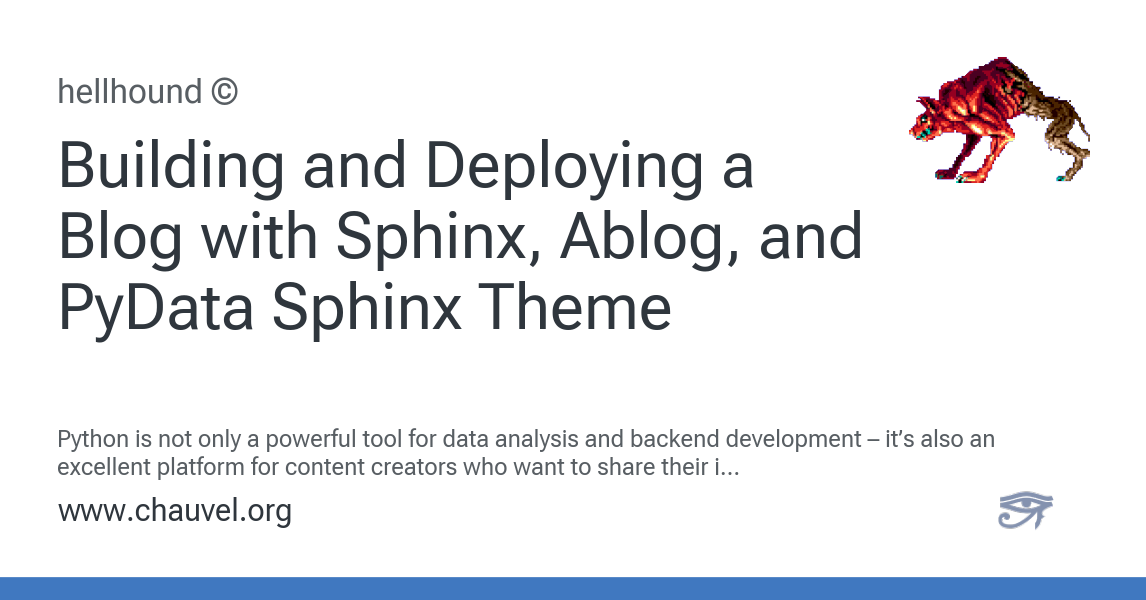 hellhound ©
Building and Deploying a
Blog with Sphinx, Ablog, and
PyData Sphinx Theme
Python is not only a powerful tool for data analysis and backend development – it’s also an
excellent platform for content creators who want to share their i...
www.chauvel.org